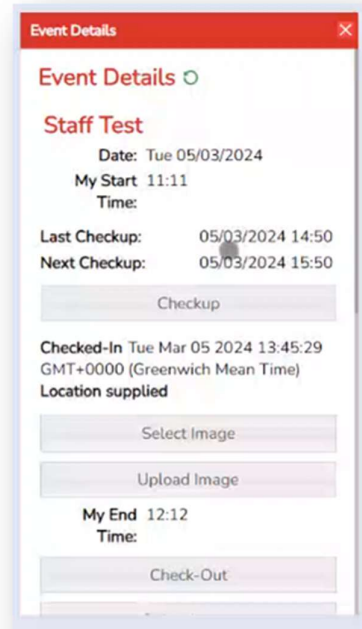 Event Details
Event Details
Staff Test
Date: Tue 05/03/2024
My Start 11:11
Time:
Last Checkup: 05/03/2024 14:50
Next Checkup: 05/03/2024 15:50
Checkup
Checked-In Tue Mar 05 2024 13:45:29
GMT+0000 (Greenwich Mean Time)
Location supplied
Select Image
Upload Image
My End 12:12
Time:
Check-Out